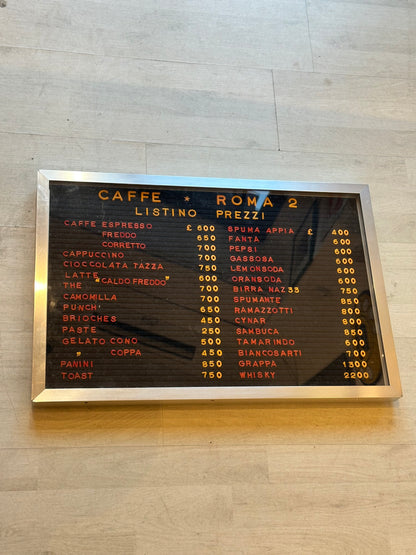 CAFFE * ROMA 2
LISTINO PREZZI
CAFFE ESPRESSO £ 600
FREDDO 650
CORRETTO 700
CAPPUCCINO 700
CIOCCOLATA TAZZA 750
LATTE 600
THE "CALDO FREDDO" 700
CAMOMILLA 700
PUNCH 650
BRIOCHES 450
PASTE 250
GELATO CONO 500
" COPPA 450
PANINI 850
TOAST 750
SPUMA APPIA £ 400
FANTA 600
PEPSI 600
GASSOSA 600
LEMONSODA 600
ORANSODA 600
BIRRA NAZ 33 750
SPUMANTE 850
RAMAZZOTTI 800
CYNAR 800
SAMBUCA 850
TAMARINDO 600
BIANCOSARTI 700
GRAPPA 1300
WHISKY 2200